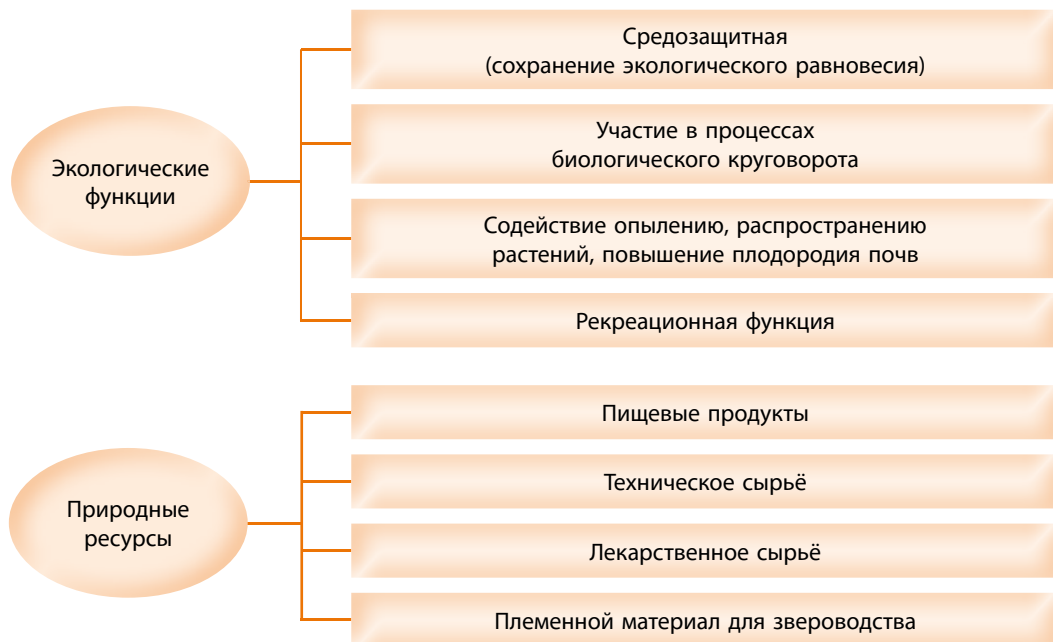 Экологические
функции
Средозащитная
(сохранение экологического равновесия)
Участие в процессах
биологического круговорота
Содействие опылению, распространению
растений, повышение плодородия почв
Рекреационная функция
Природные
ресурсы
Пищевые продукты
Техническое сырьё
Лекарственное сырьё
Племенной материал для звероводства